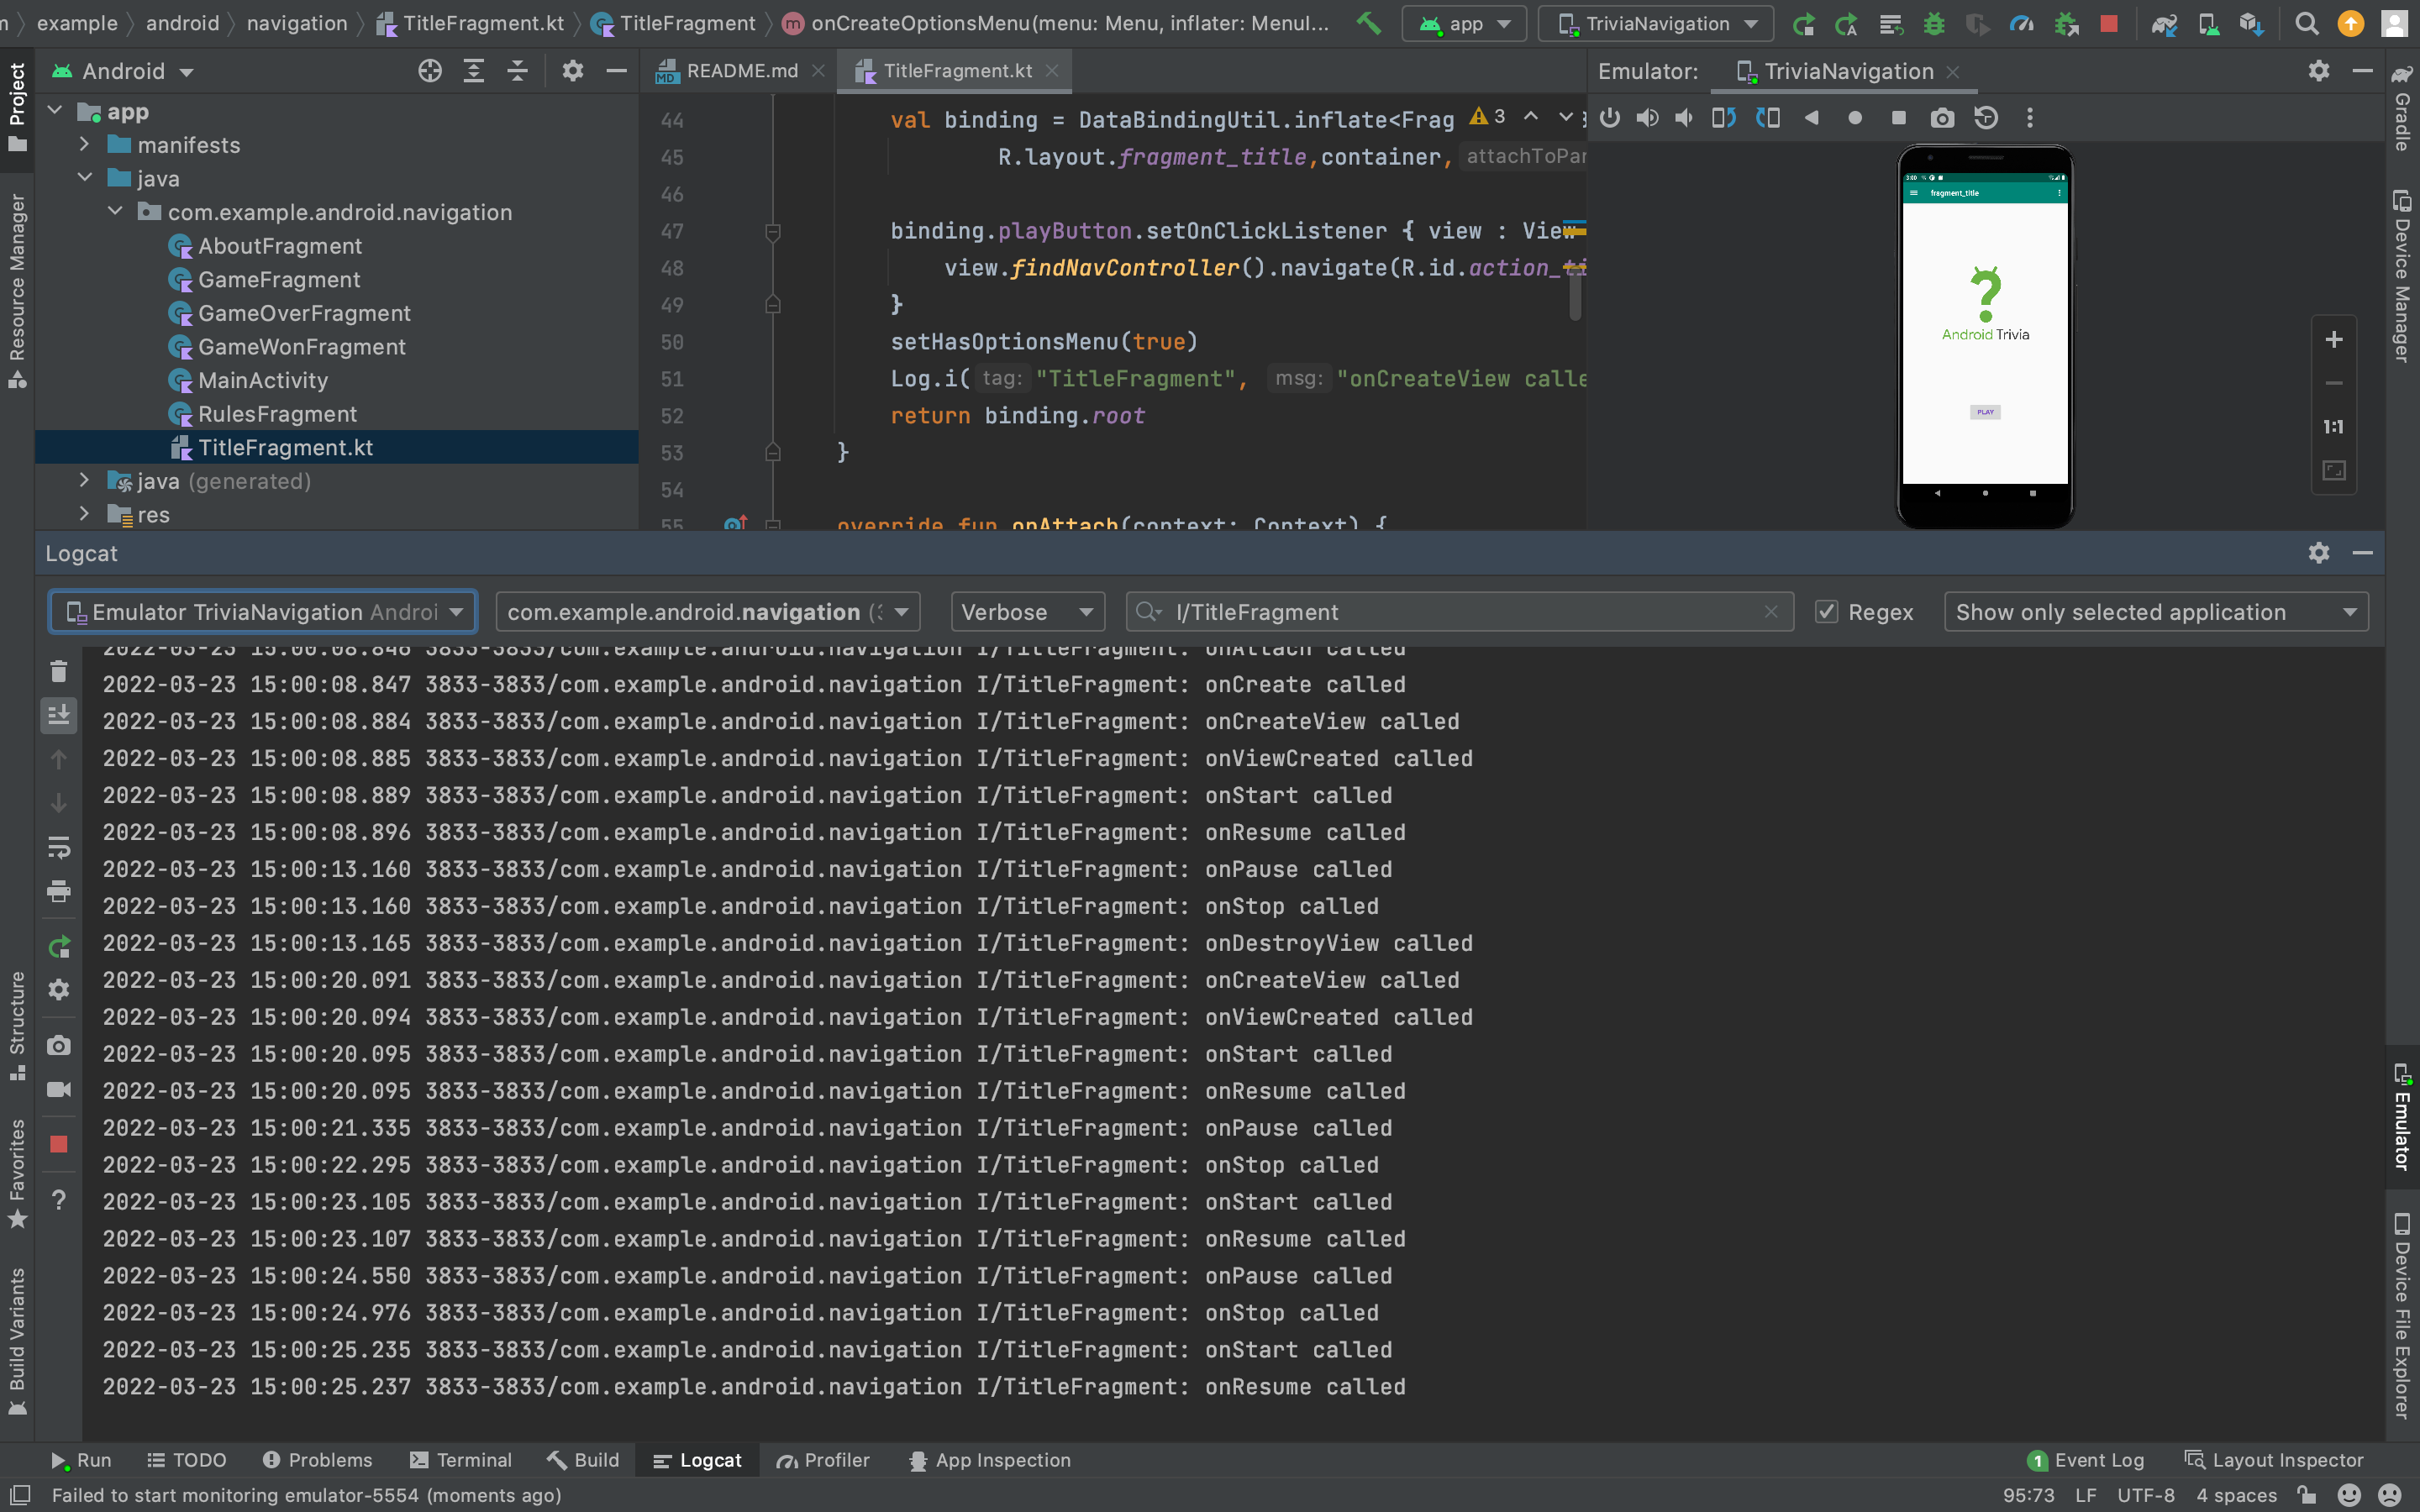 example android navigation TitleFragment.kt TitleFragment m onCreateOptionsMenu(menu: Menu, inflater: MenuI... app TriviaNavigation
Android
README.md TitleFragment.kt
Emulator: TriviaNavigation
Project
Resource Manager
Structure
Favorites
Build Variants
app
manifests
java
com.example.android.navigation
AboutFragment
GameFragment
GameOverFragment
GameWonFragment
MainActivity
RulesFragment
TitleFragment.kt
java (generated)
res
44 val binding = DataBindingUtil.inflate<Frag 3
45 R.layout.fragment_title,container, attachToPar
46
47 binding.playButton.setOnClickListener { view : View
48 view.findNavController().navigate(R.id.action_ti
49 }
50 setHasOptionsMenu(true)
51 Log.i( tag: "TitleFragment", msg: "onCreateView calle
52 return binding.root
53 }
54
55 override fun onAttach(context: Context) {
3:00
fragment_title
?
Android Trivia
PLAY
1:1
Gradle
Device Manager
Emulator
Device File Explorer
Logcat
Emulator TriviaNavigation Androi com.example.android.navigation (3 Verbose I/TitleFragment Regex Show only selected application
2022-03-23 15:00:08.846 3833-3833/com.example.android.navigation I/TitleFragment: onAttach called
2022-03-23 15:00:08.847 3833-3833/com.example.android.navigation I/TitleFragment: onCreate called
2022-03-23 15:00:08.884 3833-3833/com.example.android.navigation I/TitleFragment: onCreateView called
2022-03-23 15:00:08.885 3833-3833/com.example.android.navigation I/TitleFragment: onViewCreated called
2022-03-23 15:00:08.889 3833-3833/com.example.android.navigation I/TitleFragment: onStart called
2022-03-23 15:00:08.896 3833-3833/com.example.android.navigation I/TitleFragment: onResume called
2022-03-23 15:00:13.160 3833-3833/com.example.android.navigation I/TitleFragment: onPause called
2022-03-23 15:00:13.160 3833-3833/com.example.android.navigation I/TitleFragment: onStop called
2022-03-23 15:00:13.165 3833-3833/com.example.android.navigation I/TitleFragment: onDestroyView called
2022-03-23 15:00:20.091 3833-3833/com.example.android.navigation I/TitleFragment: onCreateView called
2022-03-23 15:00:20.094 3833-3833/com.example.android.navigation I/TitleFragment: onViewCreated called
2022-03-23 15:00:20.095 3833-3833/com.example.android.navigation I/TitleFragment: onStart called
2022-03-23 15:00:20.095 3833-3833/com.example.android.navigation I/TitleFragment: onResume called
2022-03-23 15:00:21.335 3833-3833/com.example.android.navigation I/TitleFragment: onPause called
2022-03-23 15:00:22.295 3833-3833/com.example.android.navigation I/TitleFragment: onStop called
2022-03-23 15:00:23.105 3833-3833/com.example.android.navigation I/TitleFragment: onStart called
2022-03-23 15:00:23.107 3833-3833/com.example.android.navigation I/TitleFragment: onResume called
2022-03-23 15:00:24.550 3833-3833/com.example.android.navigation I/TitleFragment: onPause called
2022-03-23 15:00:24.976 3833-3833/com.example.android.navigation I/TitleFragment: onStop called
2022-03-23 15:00:25.235 3833-3833/com.example.android.navigation I/TitleFragment: onStart called
2022-03-23 15:00:25.237 3833-3833/com.example.android.navigation I/TitleFragment: onResume called
Run TODO Problems Terminal Build Logcat Profiler App Inspection 1 Event Log Layout Inspector
Failed to start monitoring emulator-5554 (moments ago) 95:73 LF UTF-8 4 spaces